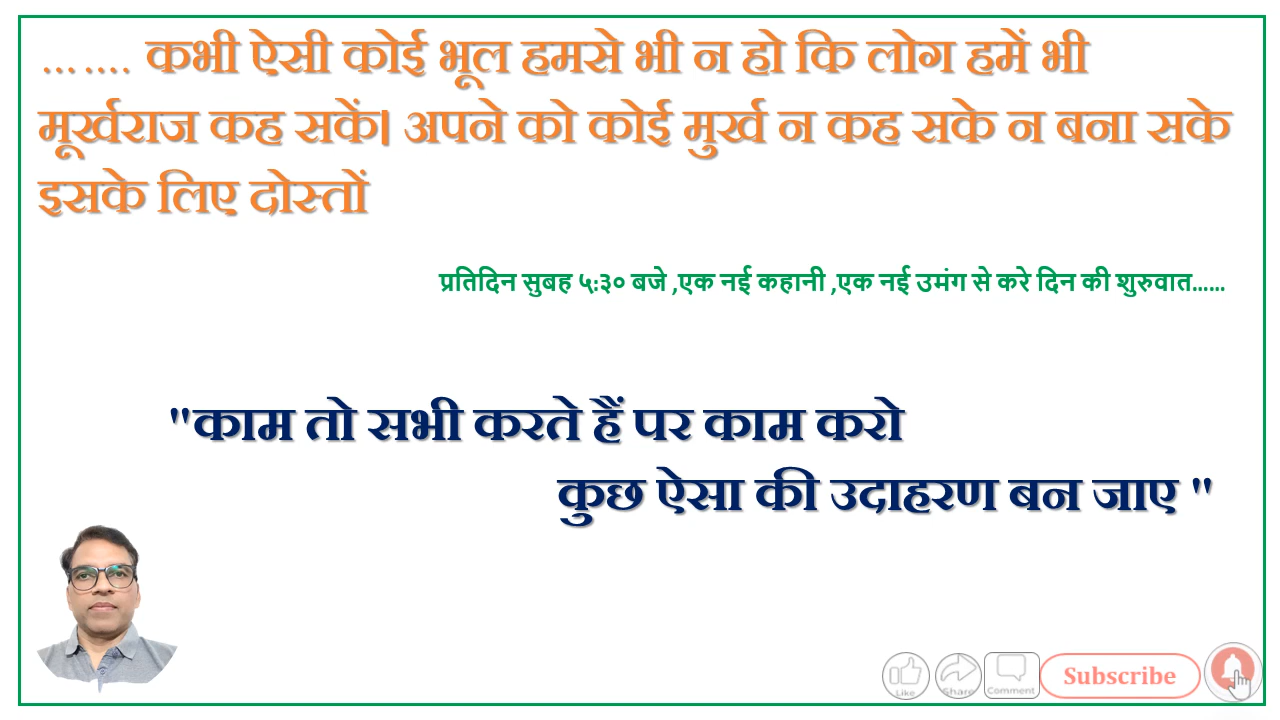 ……. कभी ऐसी कोई भूल हमसे भी न हो कि लोग हमें भी
मूर्खराज कह सकें। अपने को कोई मुर्ख न कह सके न बना सके
इसके लिए दोस्तों
प्रतिदिन सुबह ५:३० बजे ,एक नई कहानी ,एक नई उमंग से करे दिन की शुरुवात……
"काम तो सभी करते हैं पर काम करो
कुछ ऐसा की उदाहरण बन जाए "
Like
Share
Comment
Subscribe